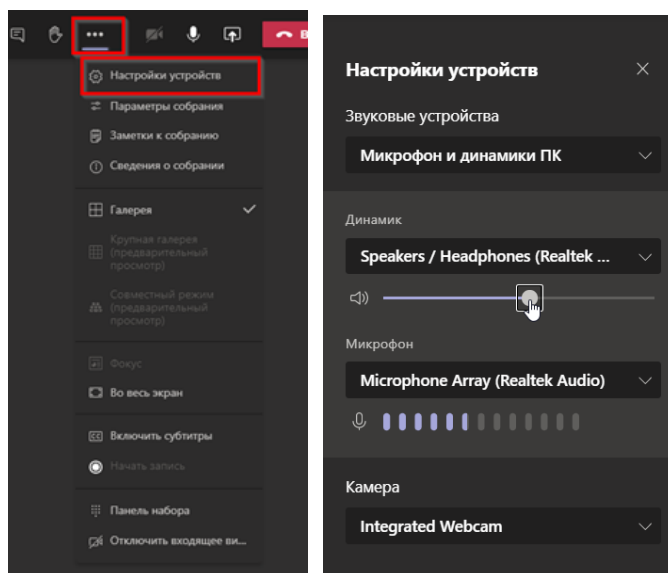 Настройки устройств
Параметры собрания
Заметки к собранию
Сведения о собрании
Галерея
Крупная галерея
(предварительный
просмотр)
Совместный режим
(предварительный
просмотр)
Фокус
Во весь экран
CC Включить субтитры
Начать запись
Панель набора
Отключить входящее ви...
Настройки устройств
Звуковые устройства
Микрофон и динамики ПК
Динамик
Speakers / Headphones (Realtek ...
Микрофон
Microphone Array (Realtek Audio)
Камера
Integrated Webcam